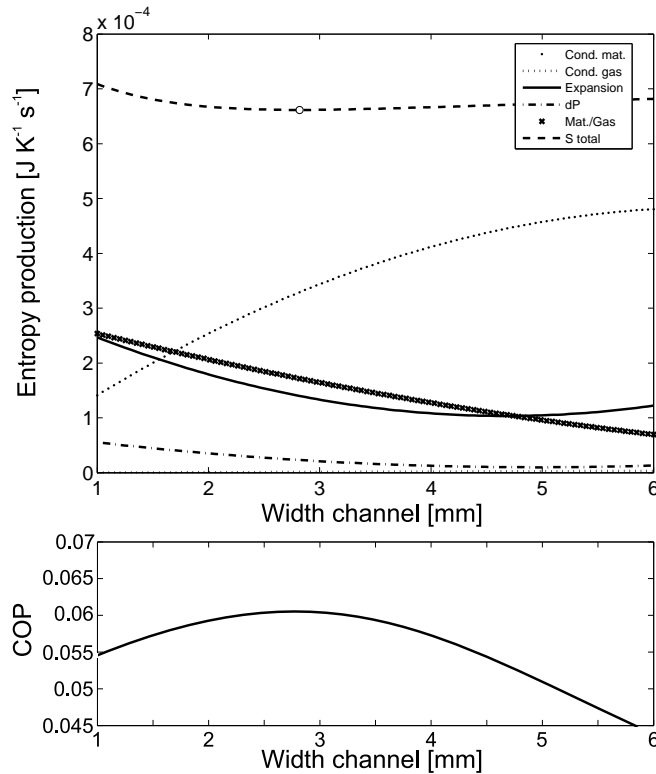 x 10⁻⁴
8
7
6
5
4
3
2
1
0
Entropy production [J K⁻¹ s⁻¹]
Cond. mat.
Cond. gas
Expansion
dP
Mat./Gas
S total
1 2 3 4 5 6
Width channel [mm]
0.07
0.065
0.06
0.055
0.05
0.045
COP
1 2 3 4 5 6
Width channel [mm]